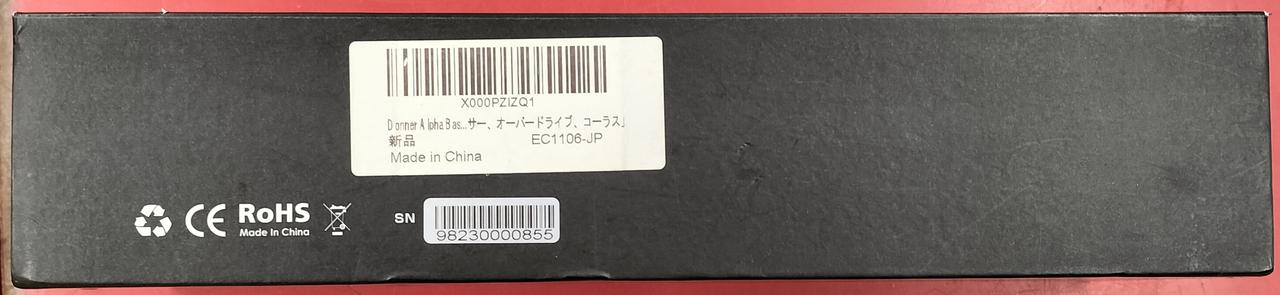 X000PZIZQ1
Donner Alpha Bas...サー、オーバードライブ、コーラス」
新品 EC1106-JP
Made in China
CE RoHS
Made In China
SN 98230000855